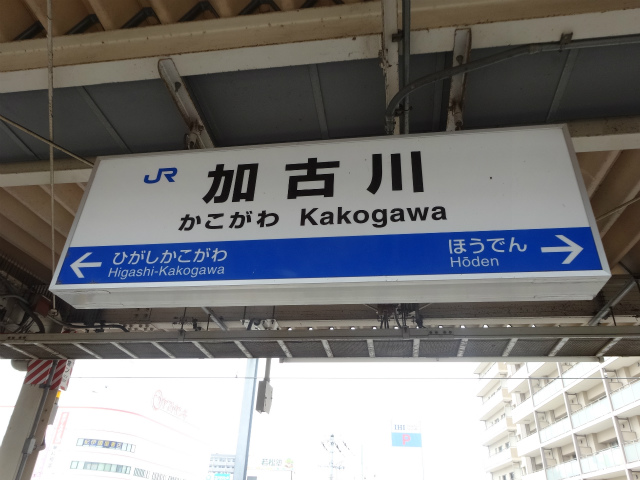 JR 加古川
かこがわ Kakogawa
← ひがしかこがわ
Higashi-Kakogawa
ほうでん →
Hōden